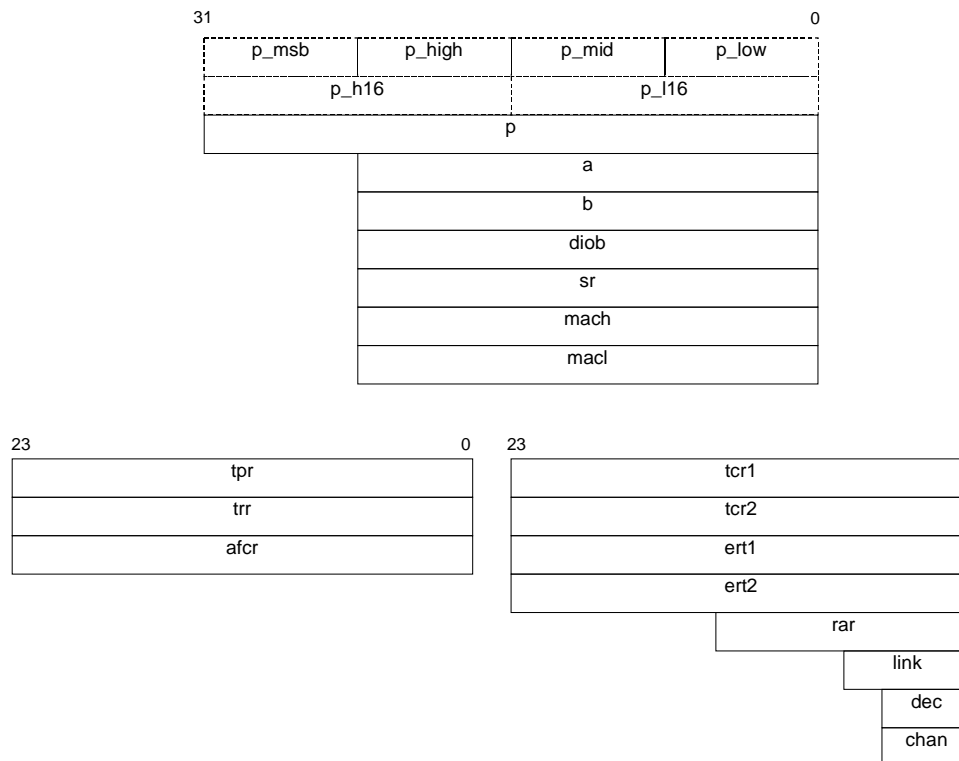 31 0
p_msb p_high p_mid p_low
p_h16 p_l16
p
a
b
diob
sr
mach
macl
23 0 23
tpr tcr1
trr tcr2
afcr ert1
ert2
rar
link
dec
chan